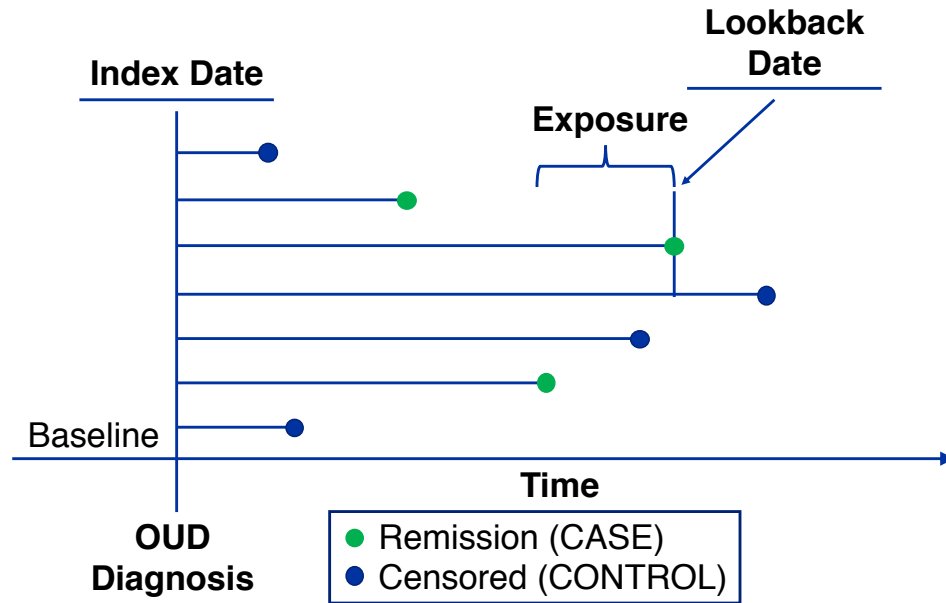 Lookback
Date
Index Date
Exposure
Baseline
Time
OUD
Diagnosis
Remission (CASE)
Censored (CONTROL)